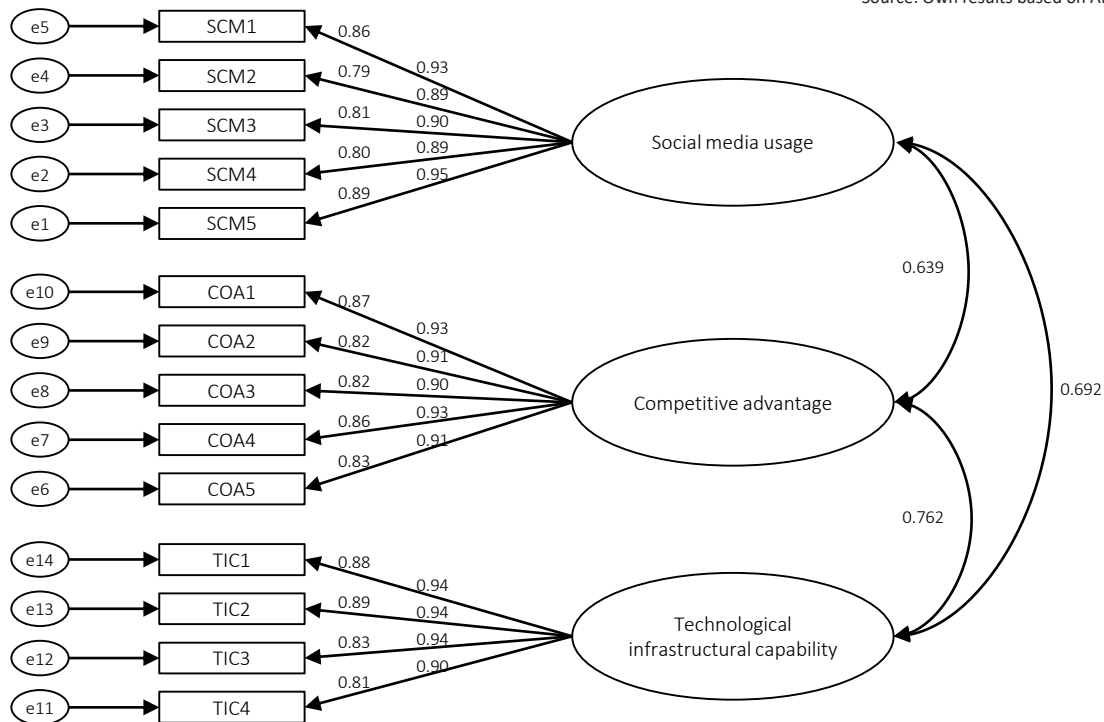 Source: Own results based on
e5 SCM1 0.86
e4 SCM2 0.79 0.93
e3 SCM3 0.81 0.89
0.90
e2 SCM4 0.80 0.89
e1 SCM5 0.89 0.95
Social media usage
e10 COA1 0.87
e9 COA2 0.82 0.93
e8 COA3 0.82 0.91
0.90
e7 COA4 0.86 0.93
e6 COA5 0.83 0.91
Competitive advantage
e14 TIC1 0.88
e13 TIC2 0.89 0.94
0.94
e12 TIC3 0.83 0.94
e11 TIC4 0.81 0.90
Technological
infrastructural capability
0.639
0.692
0.762